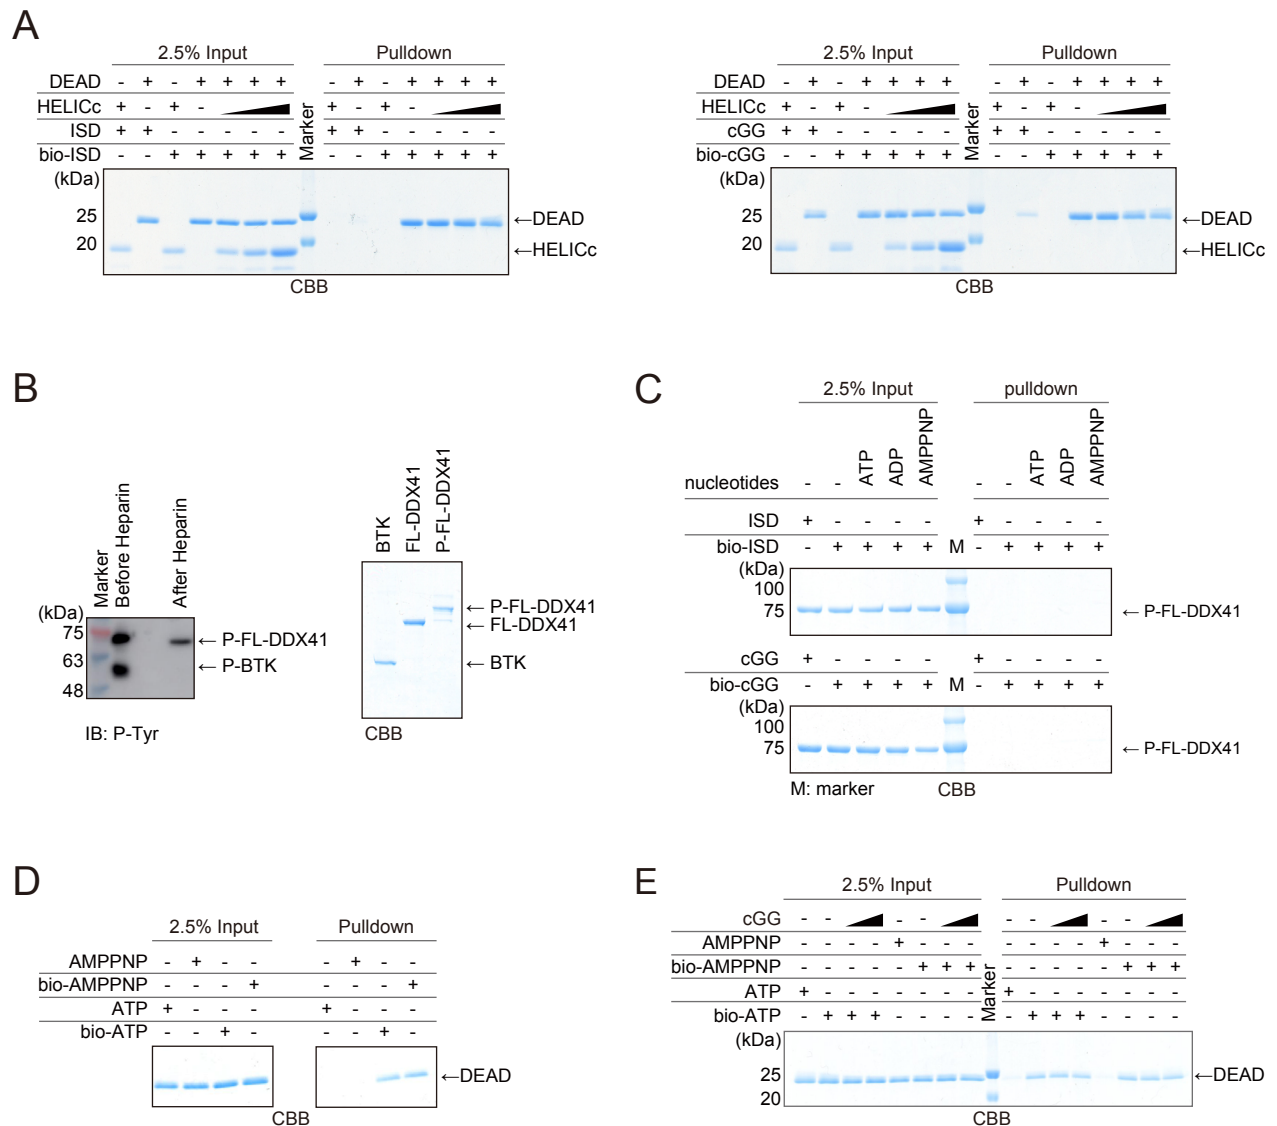 A
2.5% Input Pulldown
DEAD - + - + + + + - + - + + + +
HELICc + - + - + - + -
ISD + + - - - - - + + - - - - -
bio-ISD - - + + + + + - - + + + + +
Marker
(kDa)
25
20
←DEAD
←HELICc
CBB
2.5% Input Pulldown
DEAD - + - + + + + - + - + + + +
HELICc + - + - + - + -
cGG + + - - - - - + + - - - - -
bio-cGG - - + + + + + - - + + + + +
Marker
(kDa)
25
20
←DEAD
←HELICc
CBB
B
Marker
Before Heparin
After Heparin
(kDa)
75
63
48
← P-FL-DDX41
← P-BTK
IB: P-Tyr
BTK
FL-DDX41
P-FL-DDX41
← P-FL-DDX41
← FL-DDX41
← BTK
CBB
C
2.5% Input pulldown
nucleotides - - ATP ADP AMPPNP - - ATP ADP AMPPNP
ISD + - - - - + - - - -
bio-ISD - + + + + M - + + + +
(kDa)
100
75
← P-FL-DDX41
cGG + - - - - + - - - -
bio-cGG - + + + + M - + + + +
(kDa)
100
75
← P-FL-DDX41
M: marker CBB
D
2.5% Input Pulldown
AMPPNP - + - - - + - -
bio-AMPPNP - - - + - - - +
ATP + - - - + - - -
bio-ATP - - + - - - + -
←DEAD
CBB
E
2.5% Input Pulldown
cGG - - - - - - - -
AMPPNP - - - - + - - - - - - - + - - -
bio-AMPPNP - - - - - + + + - - - - - + + +
ATP + - - - - - - - + - - - - - - -
bio-ATP - + + + - - - - - + + + - - - -
Marker
(kDa)
25
20
←DEAD
CBB